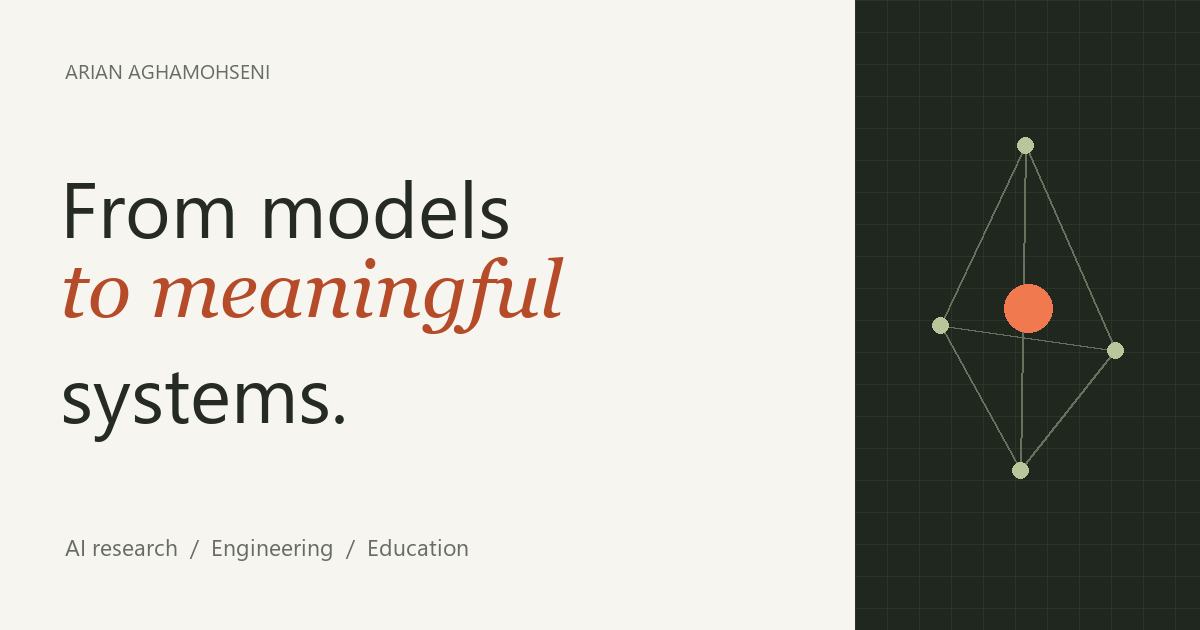 ARIAN AGHAMOHSENI
From models
to meaningful
systems.
AI research / Engineering / Education